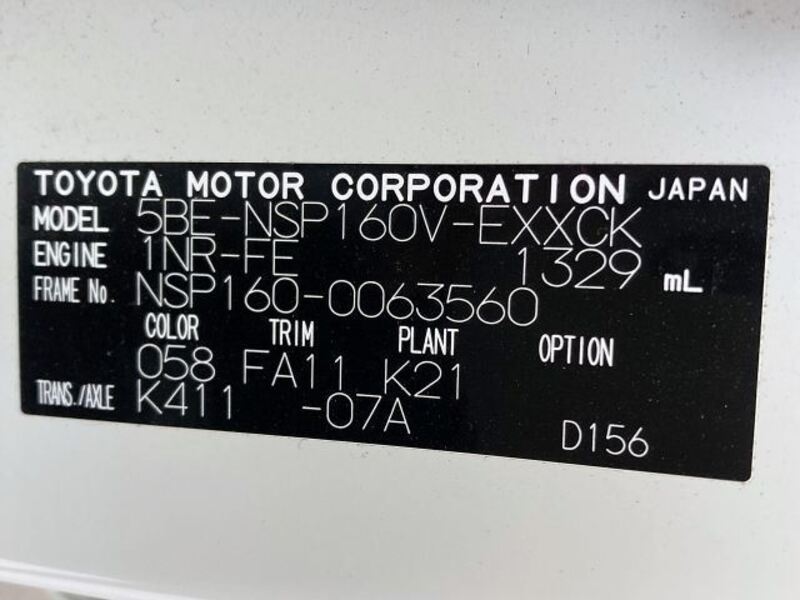 TOYOTA MOTOR CORPORATION JAPAN
MODEL 5BE-NSP160V-EXXCK
ENGINE 1NR-FE 1329 mL
FRAME No. NSP160-0063560
COLOR TRIM PLANT OPTION
058 FA11 K21
TRANS./AXLE K411 -07A
D156